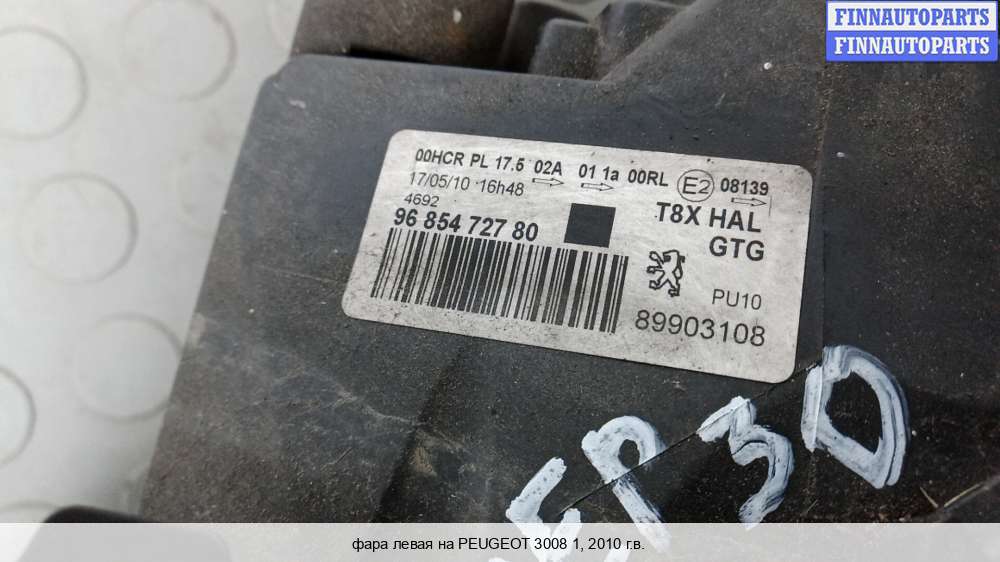 FINNAUTOPARTS
FINNAUTOPARTS
00HCR PL 17.5 02A 01 1a 00RL E2 08139
17/05/10 16h48
4692
96 854 727 80
T8X HAL
GTG
PU10
89903108
EP3D
фара левая на PEUGEOT 3008 1, 2010 г.в.